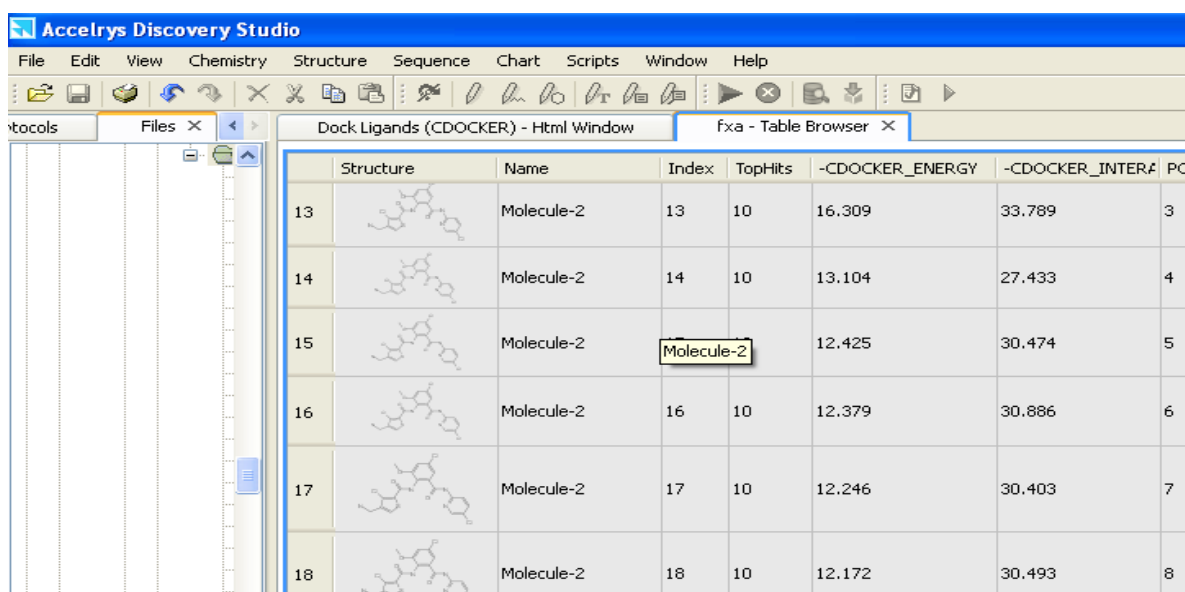 Accelrys Discovery Studio
File Edit View Chemistry Structure Sequence Chart Scripts Window Help
otocols Files Dock Ligands (CDOCKER) - Html Window fxa - Table Browser
Structure Name Index TopHits -CDOCKER_ENERGY -CDOCKER_INTERA PO
13 Molecule-2 13 10 16.309 33.789 3
14 Molecule-2 14 10 13.104 27.433 4
15 Molecule-2 Molecule-2 12.425 30.474 5
16 Molecule-2 16 10 12.379 30.886 6
17 Molecule-2 17 10 12.246 30.403 7
18 Molecule-2 18 10 12.172 30.493 8